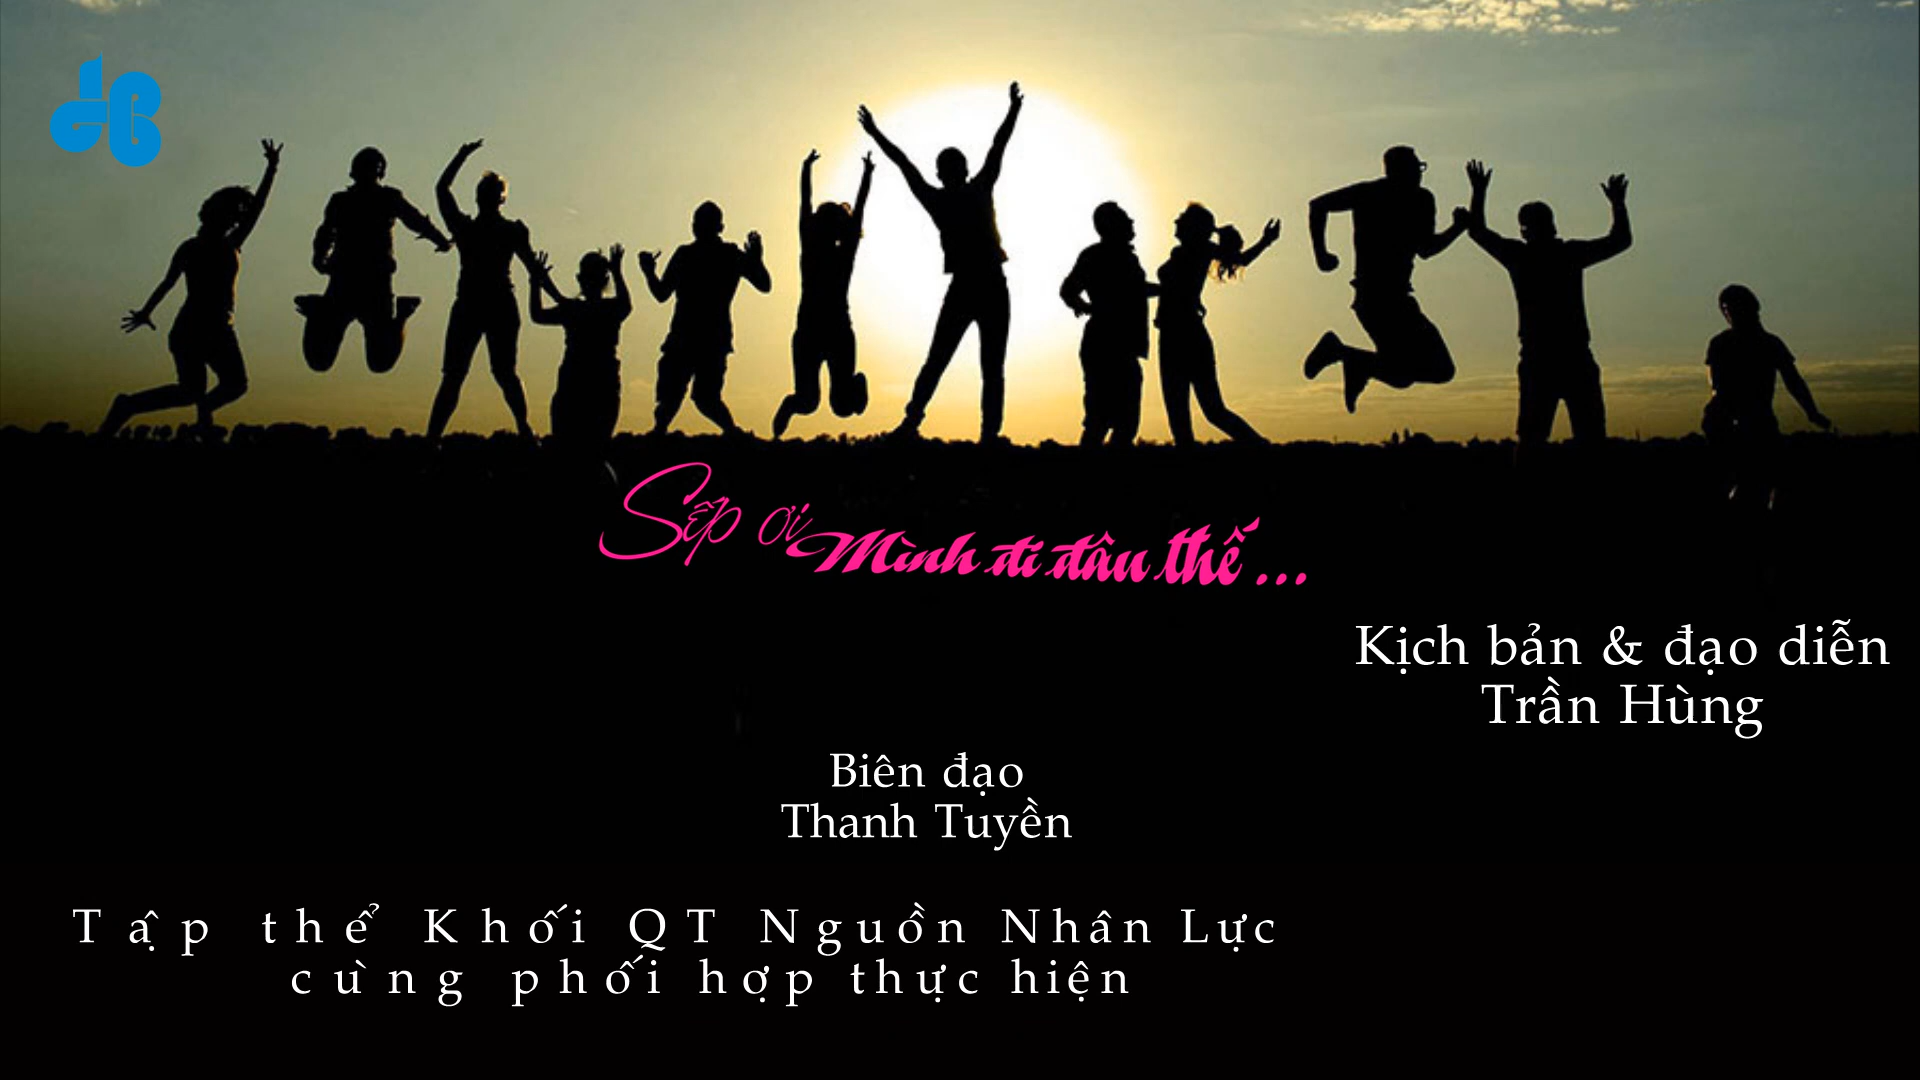 Sếp ơi
Mình đi đâu thế...
Kịch bản & đạo diễn
Trần Hùng
Biên đạo
Thanh Tuyền
Tập thể Khối QT Nguồn Nhân Lực
cùng phối hợp thực hiện